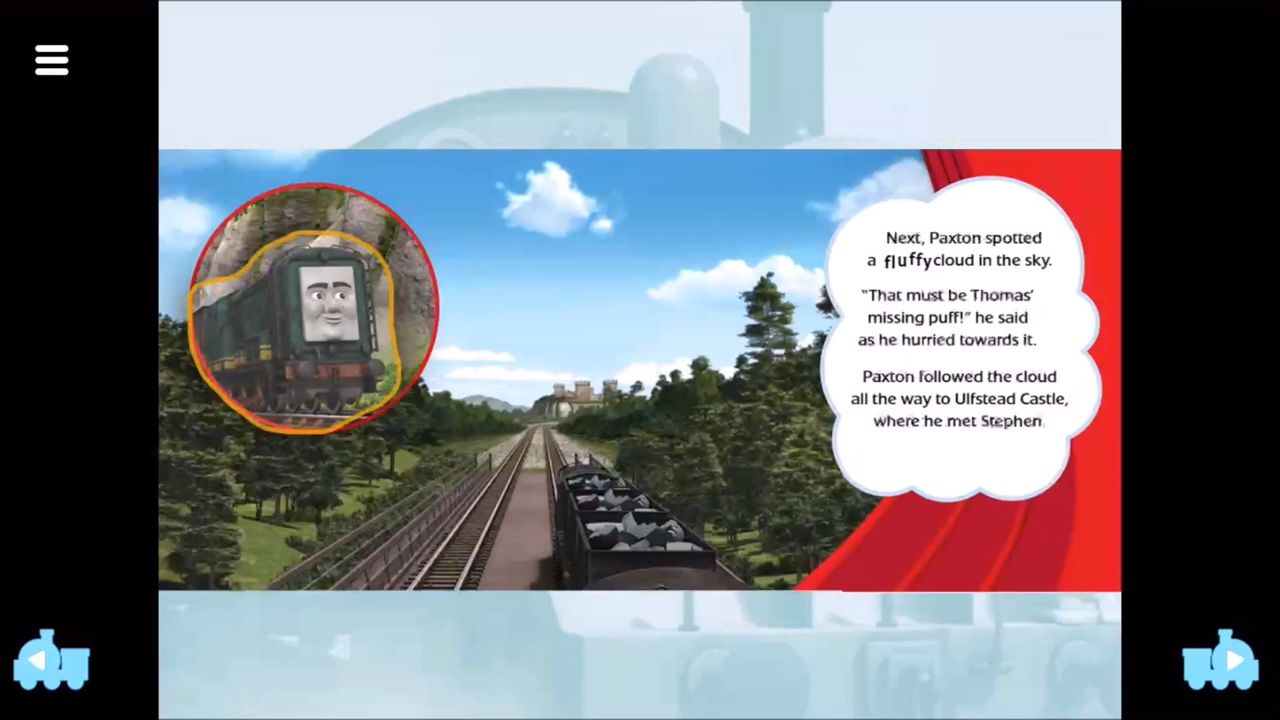 Next, Paxton spotted
a fluffy cloud in the sky.
“That must be Thomas’
missing puff!” he said
as he hurried towards it.
Paxton followed the cloud
all the way to Ulfstead Castle,
where he met Stephen.